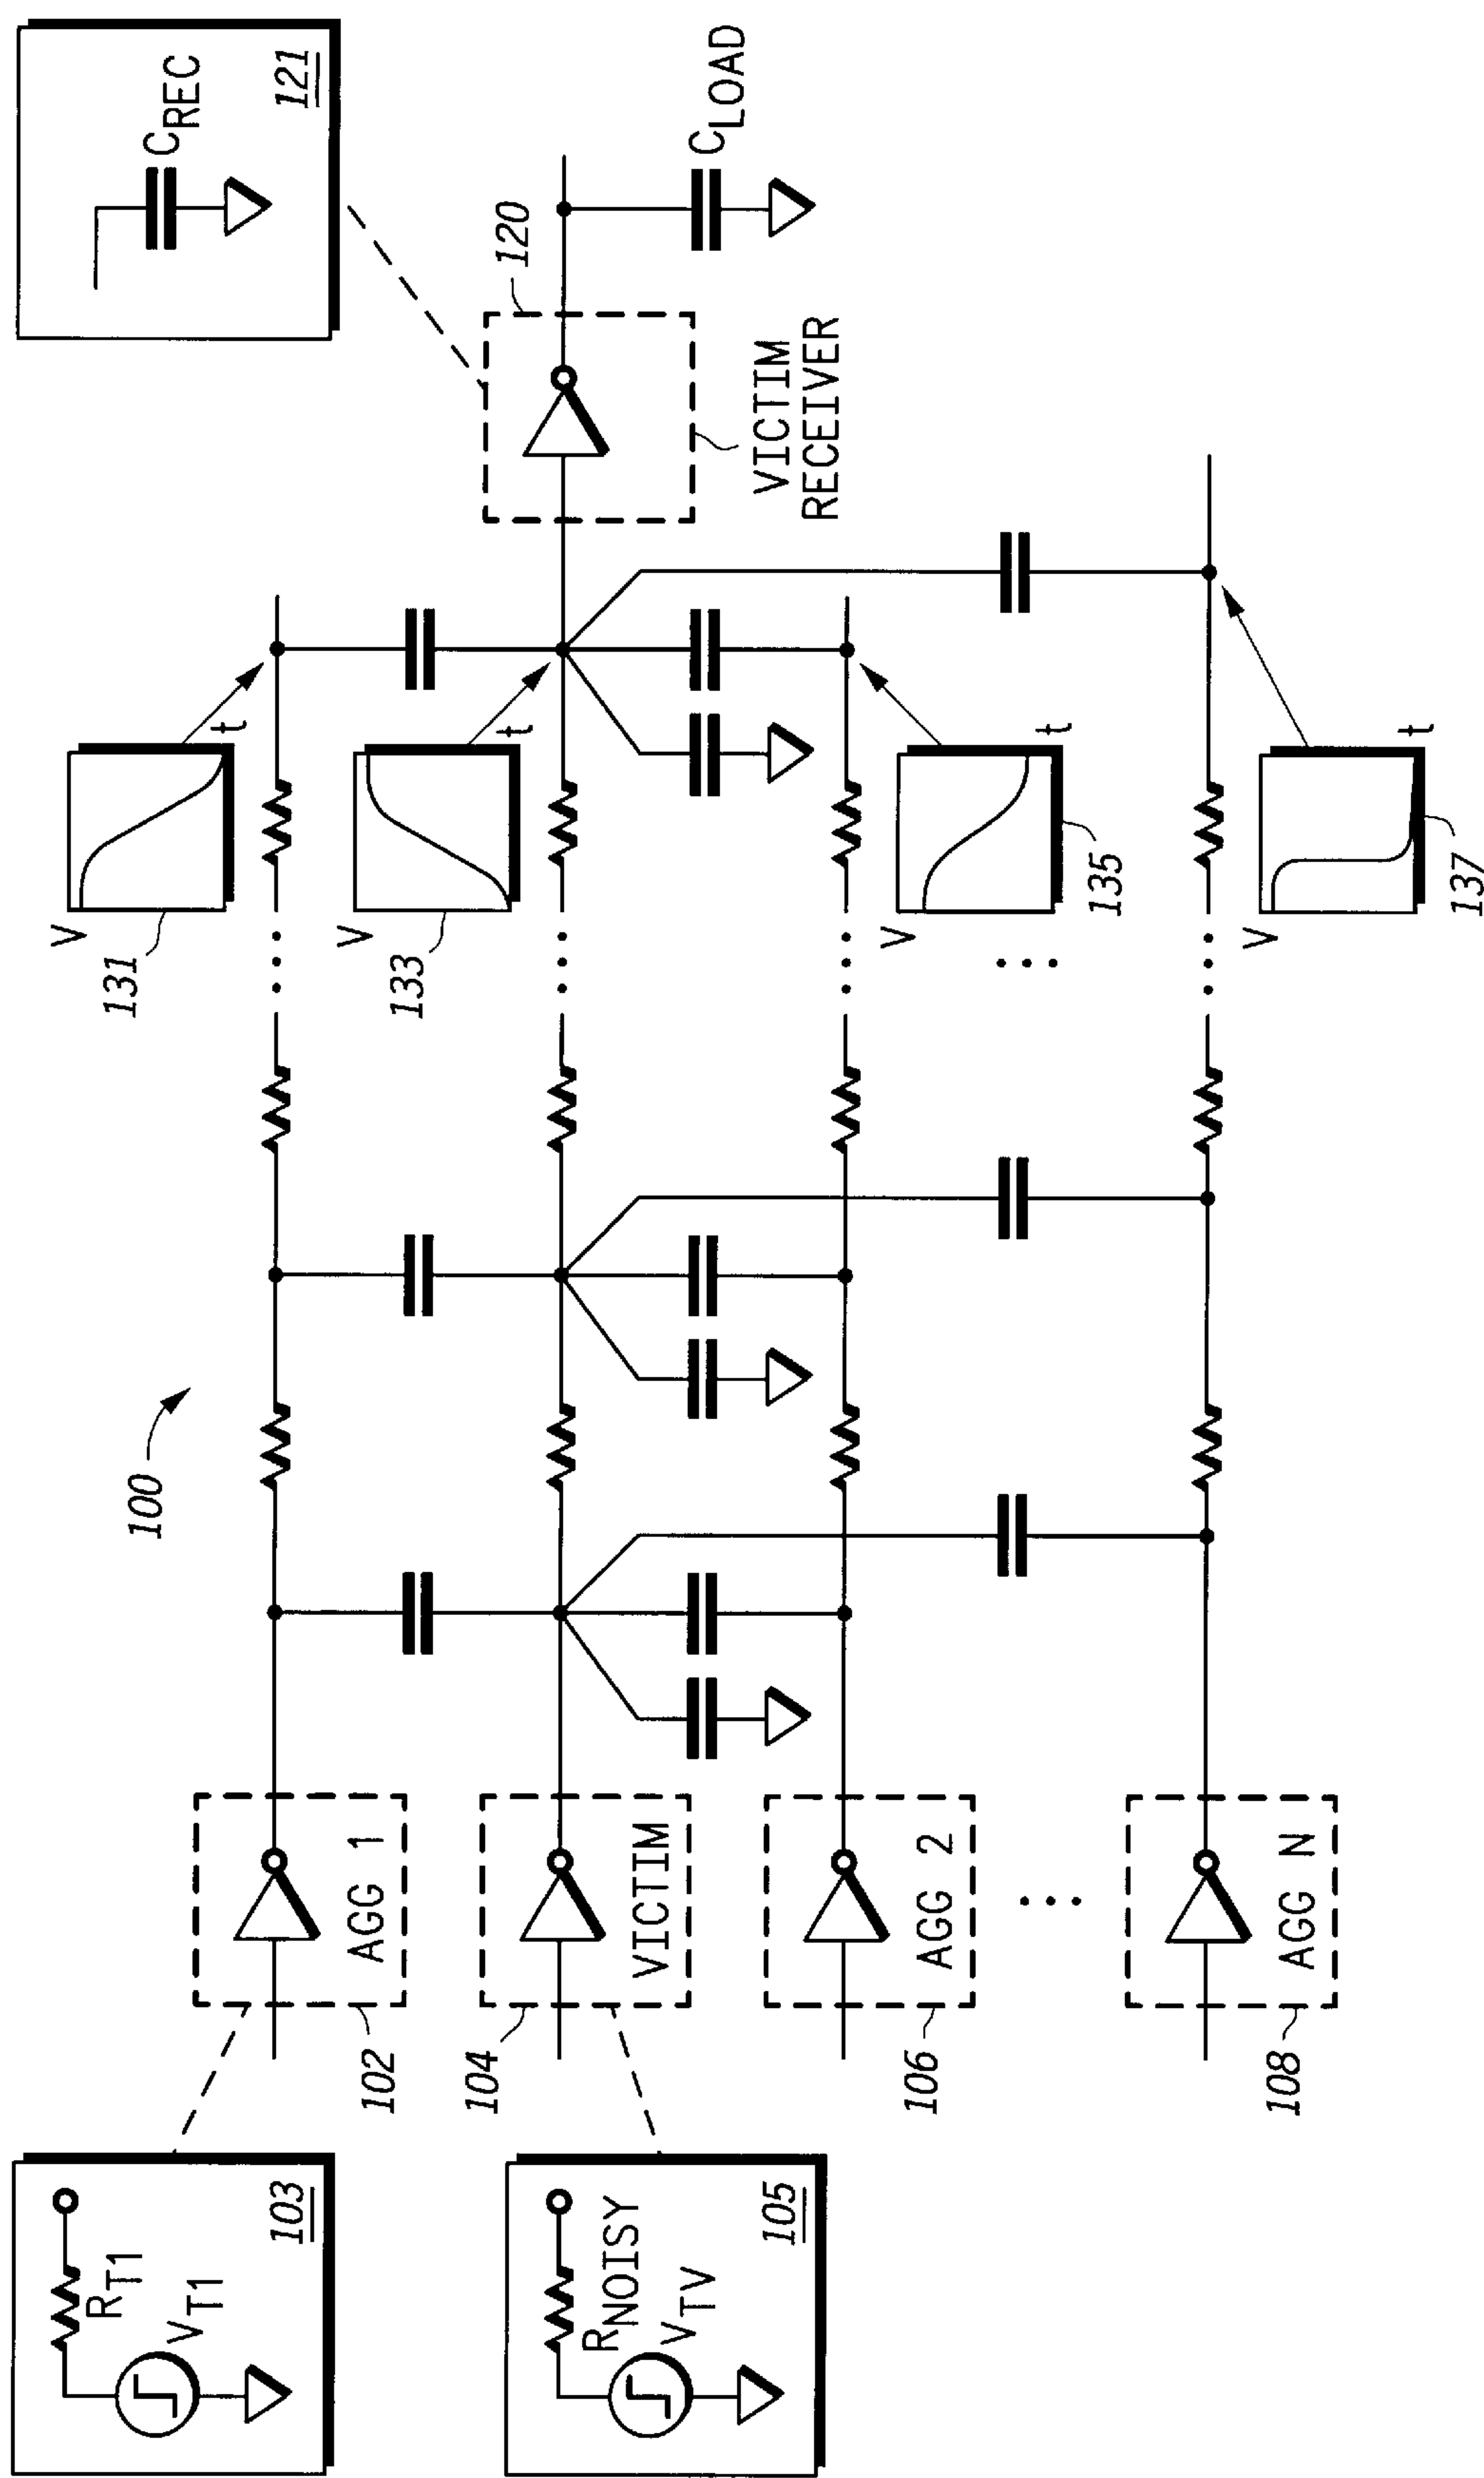 100
R_T1
V_T1
103
102
AGG 1
V
131
t
C_REC
121
R_NOISY
V_TV
105
104
VICTIM
V
133
t
120
VICTIM
RECEIVER
C_LOAD
106
AGG 2
V
135
t
108
AGG N
V
137
t